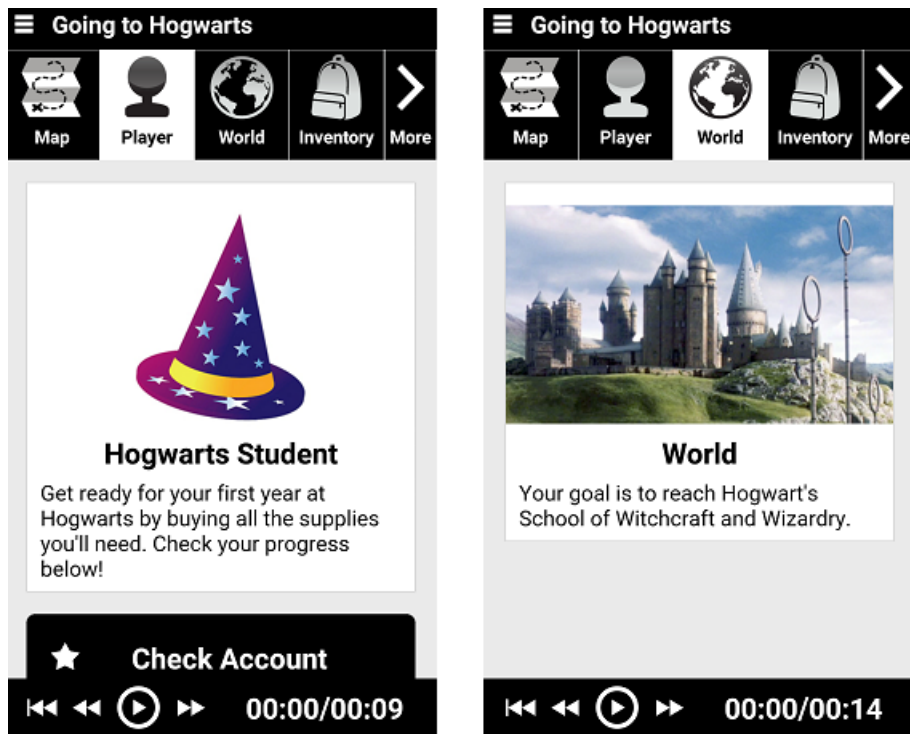 Going to Hogwarts
Map Player World Inventory More
Hogwarts Student
Get ready for your first year at
Hogwarts by buying all the supplies
you'll need. Check your progress
below!
Check Account
00:00/00:09
Going to Hogwarts
Map Player World Inventory More
World
Your goal is to reach Hogwart's
School of Witchcraft and Wizardry.
00:00/00:14